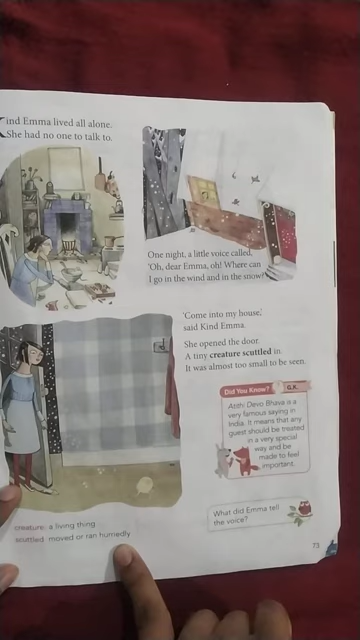 ind Emma lived all alone.
She had no one to talk to.
One night, a little voice called,
'Oh, dear Emma, oh! Where can
I go in the wind and in the snow?'
'Come into my house,'
said Kind Emma.
She opened the door.
A tiny creature scuttled in.
It was almost too small to be seen.
Did You Know? G.K.
Atithi Devo Bhava is a
very famous saying in
India. It means that any
guest should be treated
in a very special
way and be
made to feel
important.
What did Emma tell
the voice?
creature: a living thing
scuttled moved or ran hurriedly
73